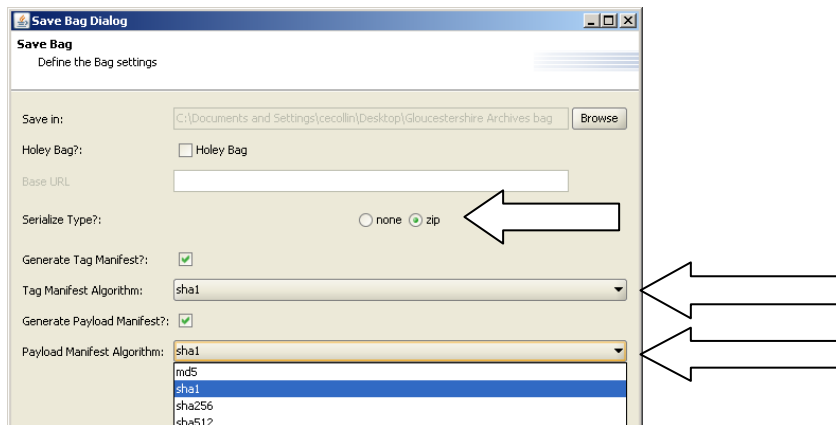 Save Bag Dialog
Save Bag
Define the Bag settings
Save in: C:\Documents and Settings\cecollin\Desktop\Gloucestershire Archives bag Browse
Holey Bag?: Holey Bag
Base URL
Serialize Type?: none zip
Generate Tag Manifest?:
Tag Manifest Algorithm: sha1
Generate Payload Manifest?:
Payload Manifest Algorithm: sha1
md5
sha1
sha256
sha512